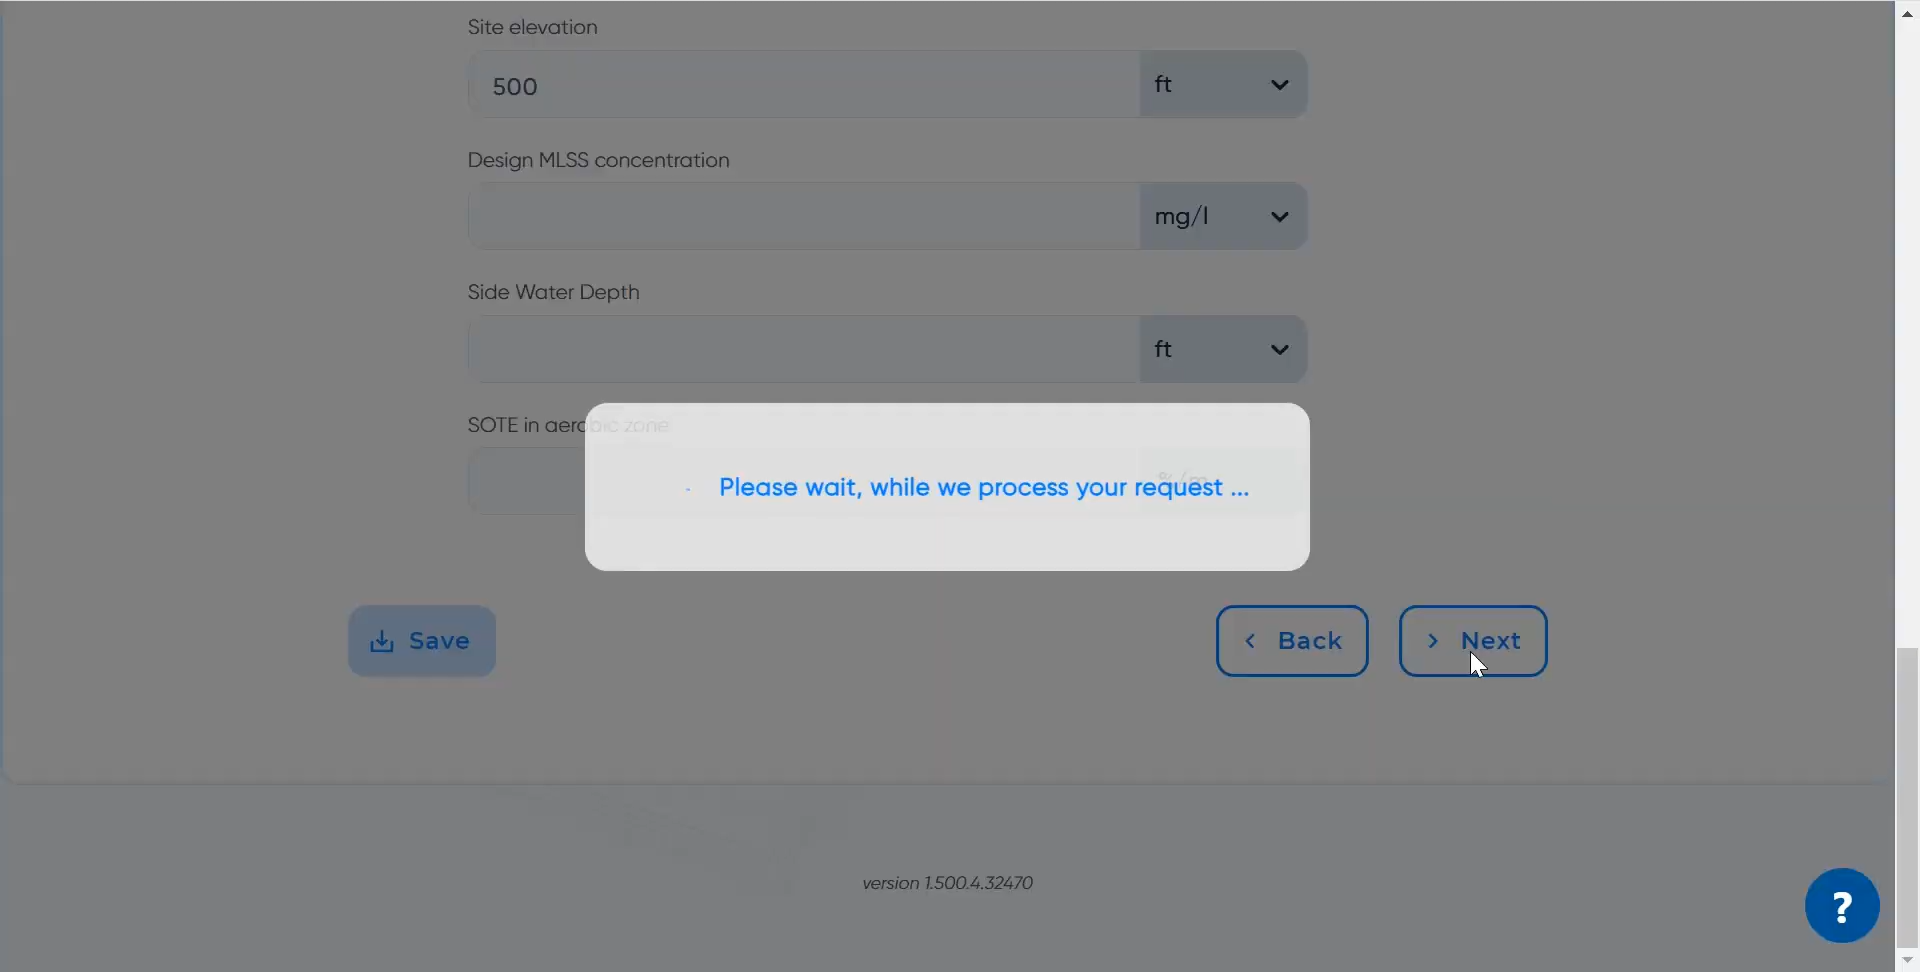 Site elevation
500 ft
Design MLSS concentration
mg/l
Side Water Depth
ft
SOTE in aerobic zone
%/m
Please wait, while we process your request ...
Save
< Back
> Next
version 1.500.4.32470
?